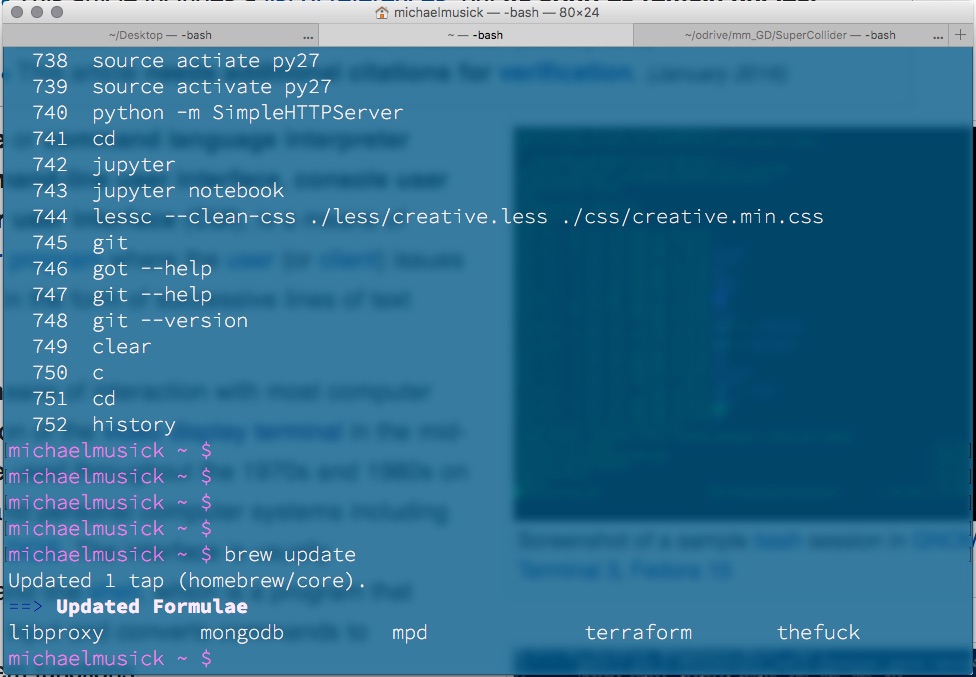 michaelmusick — -bash — 80×24
~/Desktop — -bash ... ~ — -bash ~/odrive/mm_GD/SuperCollider — -bash ... +
738 source actiate py27
739 source activate py27
740 python -m SimpleHTTPServer
741 cd
742 jupyter
743 jupyter notebook
744 lessc --clean-css ./less/creative.less ./css/creative.min.css
745 git
746 got --help
747 git --help
748 git --version
749 clear
750 c
751 cd
752 history
michaelmusick ~ $
michaelmusick ~ $
michaelmusick ~ $
michaelmusick ~ $
michaelmusick ~ $ brew update
Updated 1 tap (homebrew/core).
==> Updated Formulae
libproxy mongodb mpd terraform thefuck
michaelmusick ~ $